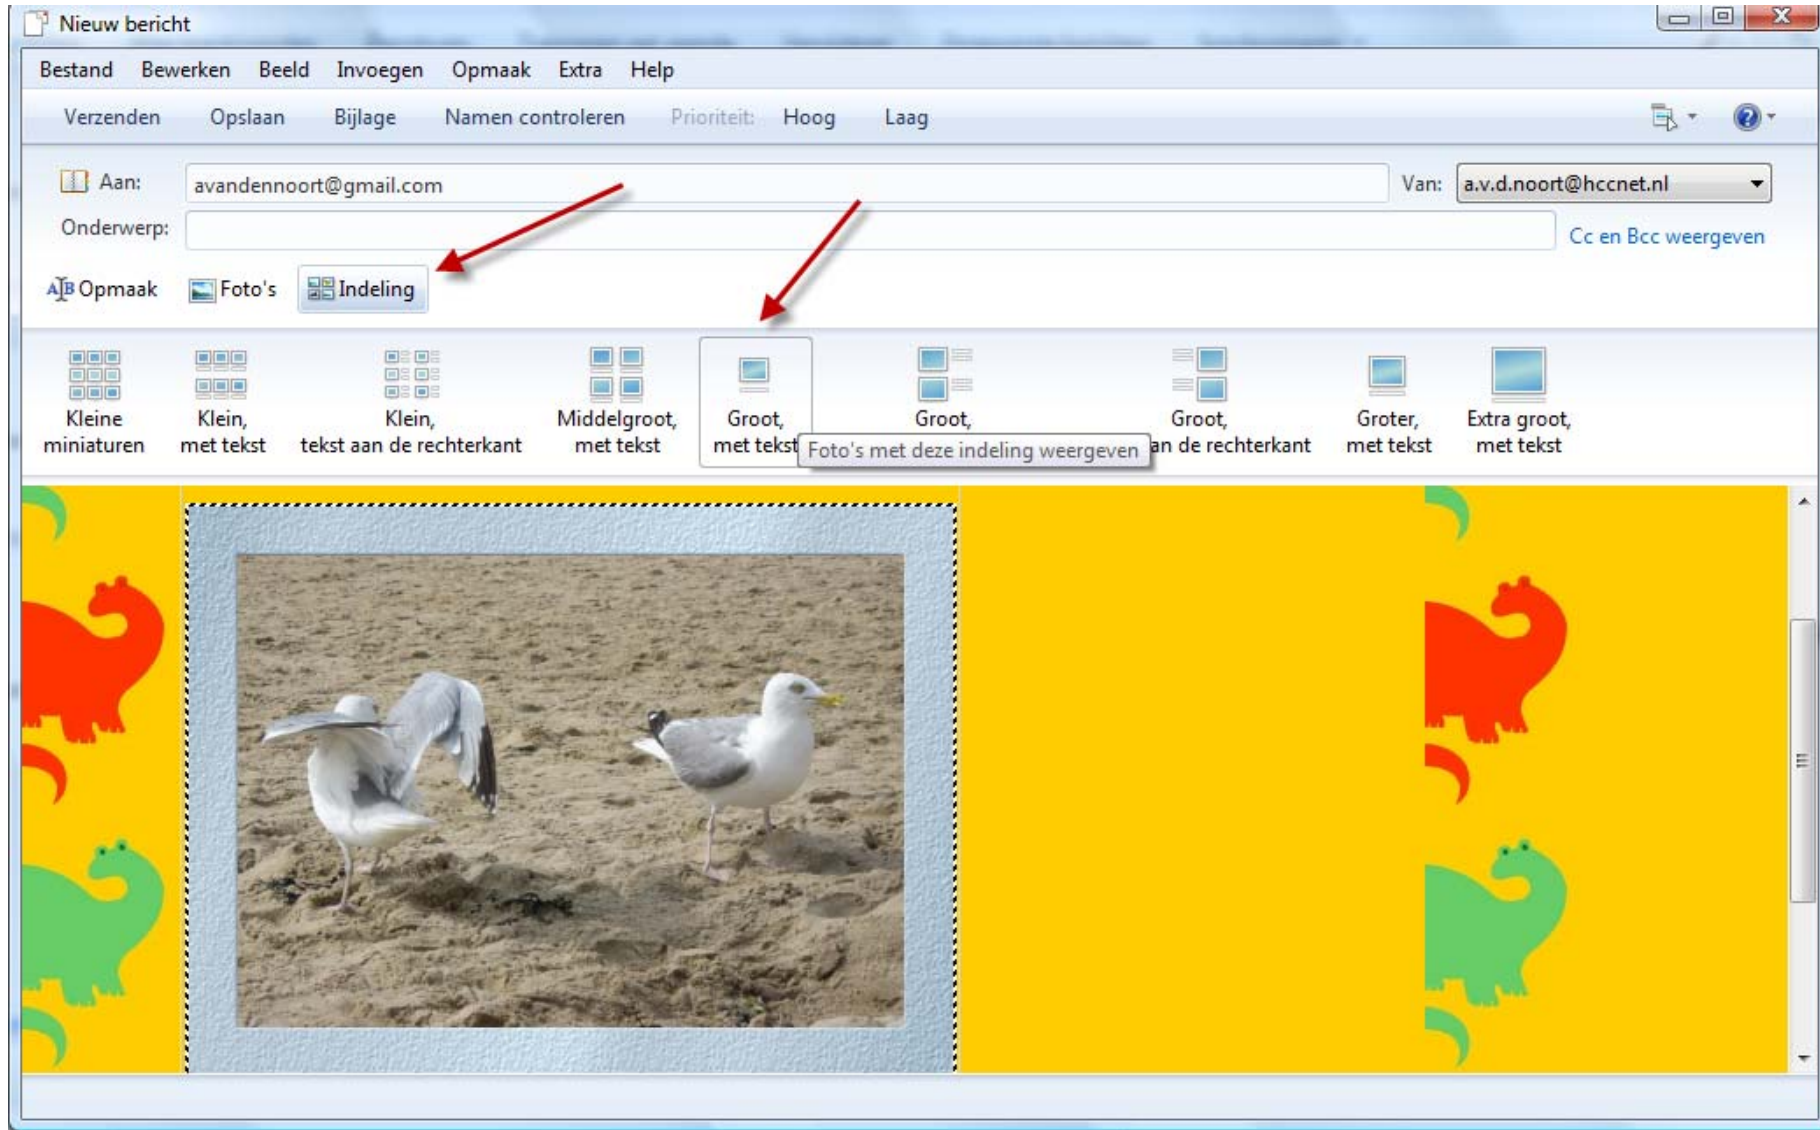 Nieuw bericht
Bestand Bewerken Beeld Invoegen Opmaak Extra Help
Verzenden Opslaan Bijlage Namen controleren Prioriteit: Hoog Laag
Aan: avandennoort@gmail.com Van: a.v.d.noort@hccnet.nl
Onderwerp: Cc en Bcc weergeven
A B Opmaak Foto's Indeling
Kleine miniaturen
Klein, met tekst
Klein, tekst aan de rechterkant
Middelgroot, met tekst
Groot, met tekst
Groot,
Groot, an de rechterkant
Groter, met tekst
Extra groot, met tekst
Foto's met deze indeling weergeven